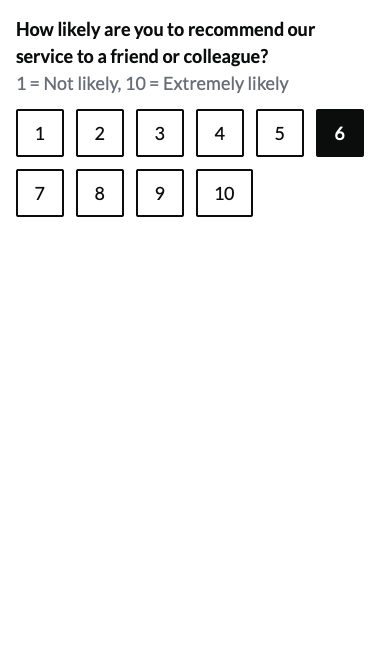 How likely are you to recommend our
service to a friend or colleague?
1 = Not likely, 10 = Extremely likely
1 2 3 4 5 6
7 8 9 10